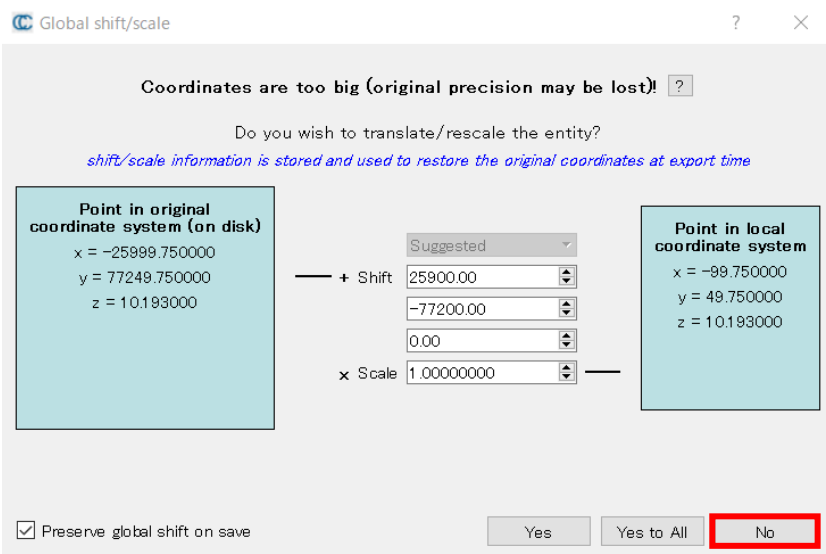 Global shift/scale
?
Coordinates are too big (original precision may be lost)! ?
Do you wish to translate/rescale the entity?
shift/scale information is stored and used to restore the original coordinates at export time
Point in original
coordinate system (on disk)
x = -25999.750000
y = 77249.750000
z = 10.193000
Suggested
+ Shift 25900.00
-77200.00
0.00
x Scale 1.00000000
Point in local
coordinate system
x = -99.750000
y = 49.750000
z = 10.193000
Preserve global shift on save
Yes
Yes to All
No